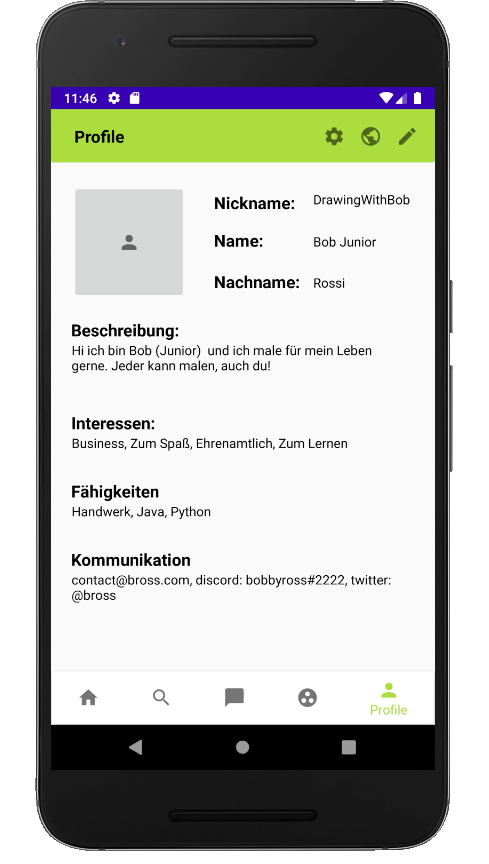 11:46
Profile
Nickname: DrawingWithBob
Name: Bob Junior
Nachname: Rossi
Beschreibung:
Hi ich bin Bob (Junior)  und ich male für mein Leben
gerne. Jeder kann malen, auch du!
Interessen:
Business, Zum Spaß, Ehrenamtlich, Zum Lernen
Fähigkeiten
Handwerk, Java, Python
Kommunikation
contact@bross.com, discord: bobbyross#2222, twitter:
@bross
Profile